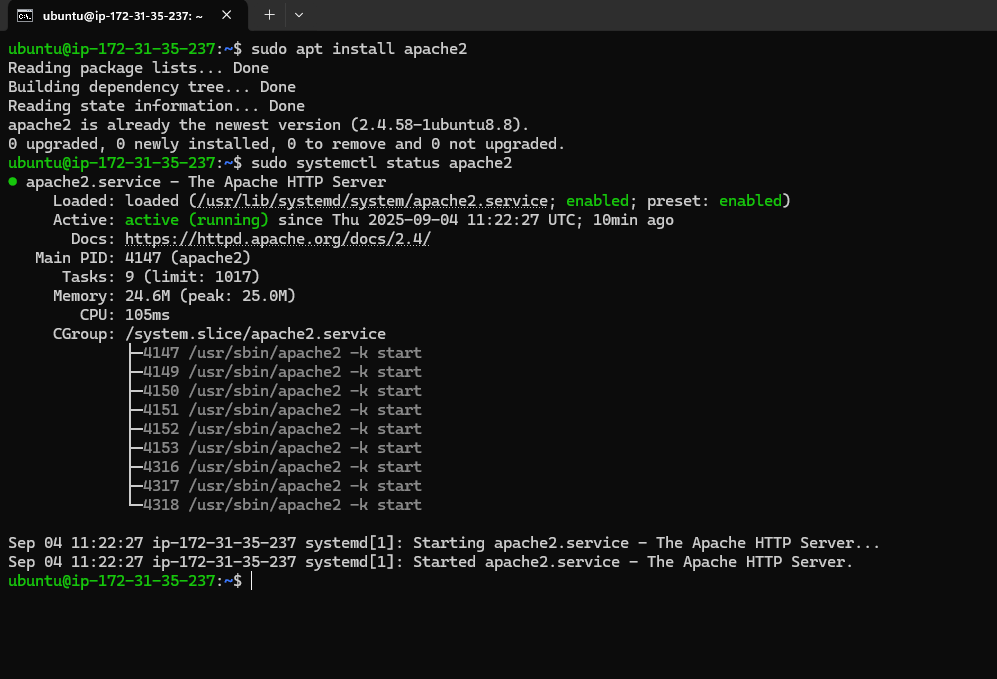 ubuntu@ip-172-31-35-237: ~
ubuntu@ip-172-31-35-237:~$ sudo apt install apache2
Reading package lists... Done
Building dependency tree... Done
Reading state information... Done
apache2 is already the newest version (2.4.58-1ubuntu8.8).
0 upgraded, 0 newly installed, 0 to remove and 0 not upgraded.
ubuntu@ip-172-31-35-237:~$ sudo systemctl status apache2
● apache2.service - The Apache HTTP Server
     Loaded: loaded (/usr/lib/systemd/system/apache2.service; enabled; preset: enabled)
     Active: active (running) since Thu 2025-09-04 11:22:27 UTC; 10min ago
       Docs: https://httpd.apache.org/docs/2.4/
   Main PID: 4147 (apache2)
      Tasks: 9 (limit: 1017)
     Memory: 24.6M (peak: 25.0M)
        CPU: 105ms
     CGroup: /system.slice/apache2.service
             ├─4147 /usr/sbin/apache2 -k start
             ├─4149 /usr/sbin/apache2 -k start
             ├─4150 /usr/sbin/apache2 -k start
             ├─4151 /usr/sbin/apache2 -k start
             ├─4152 /usr/sbin/apache2 -k start
             ├─4153 /usr/sbin/apache2 -k start
             ├─4316 /usr/sbin/apache2 -k start
             ├─4317 /usr/sbin/apache2 -k start
             └─4318 /usr/sbin/apache2 -k start
Sep 04 11:22:27 ip-172-31-35-237 systemd[1]: Starting apache2.service - The Apache HTTP Server...
Sep 04 11:22:27 ip-172-31-35-237 systemd[1]: Started apache2.service - The Apache HTTP Server.
ubuntu@ip-172-31-35-237:~$